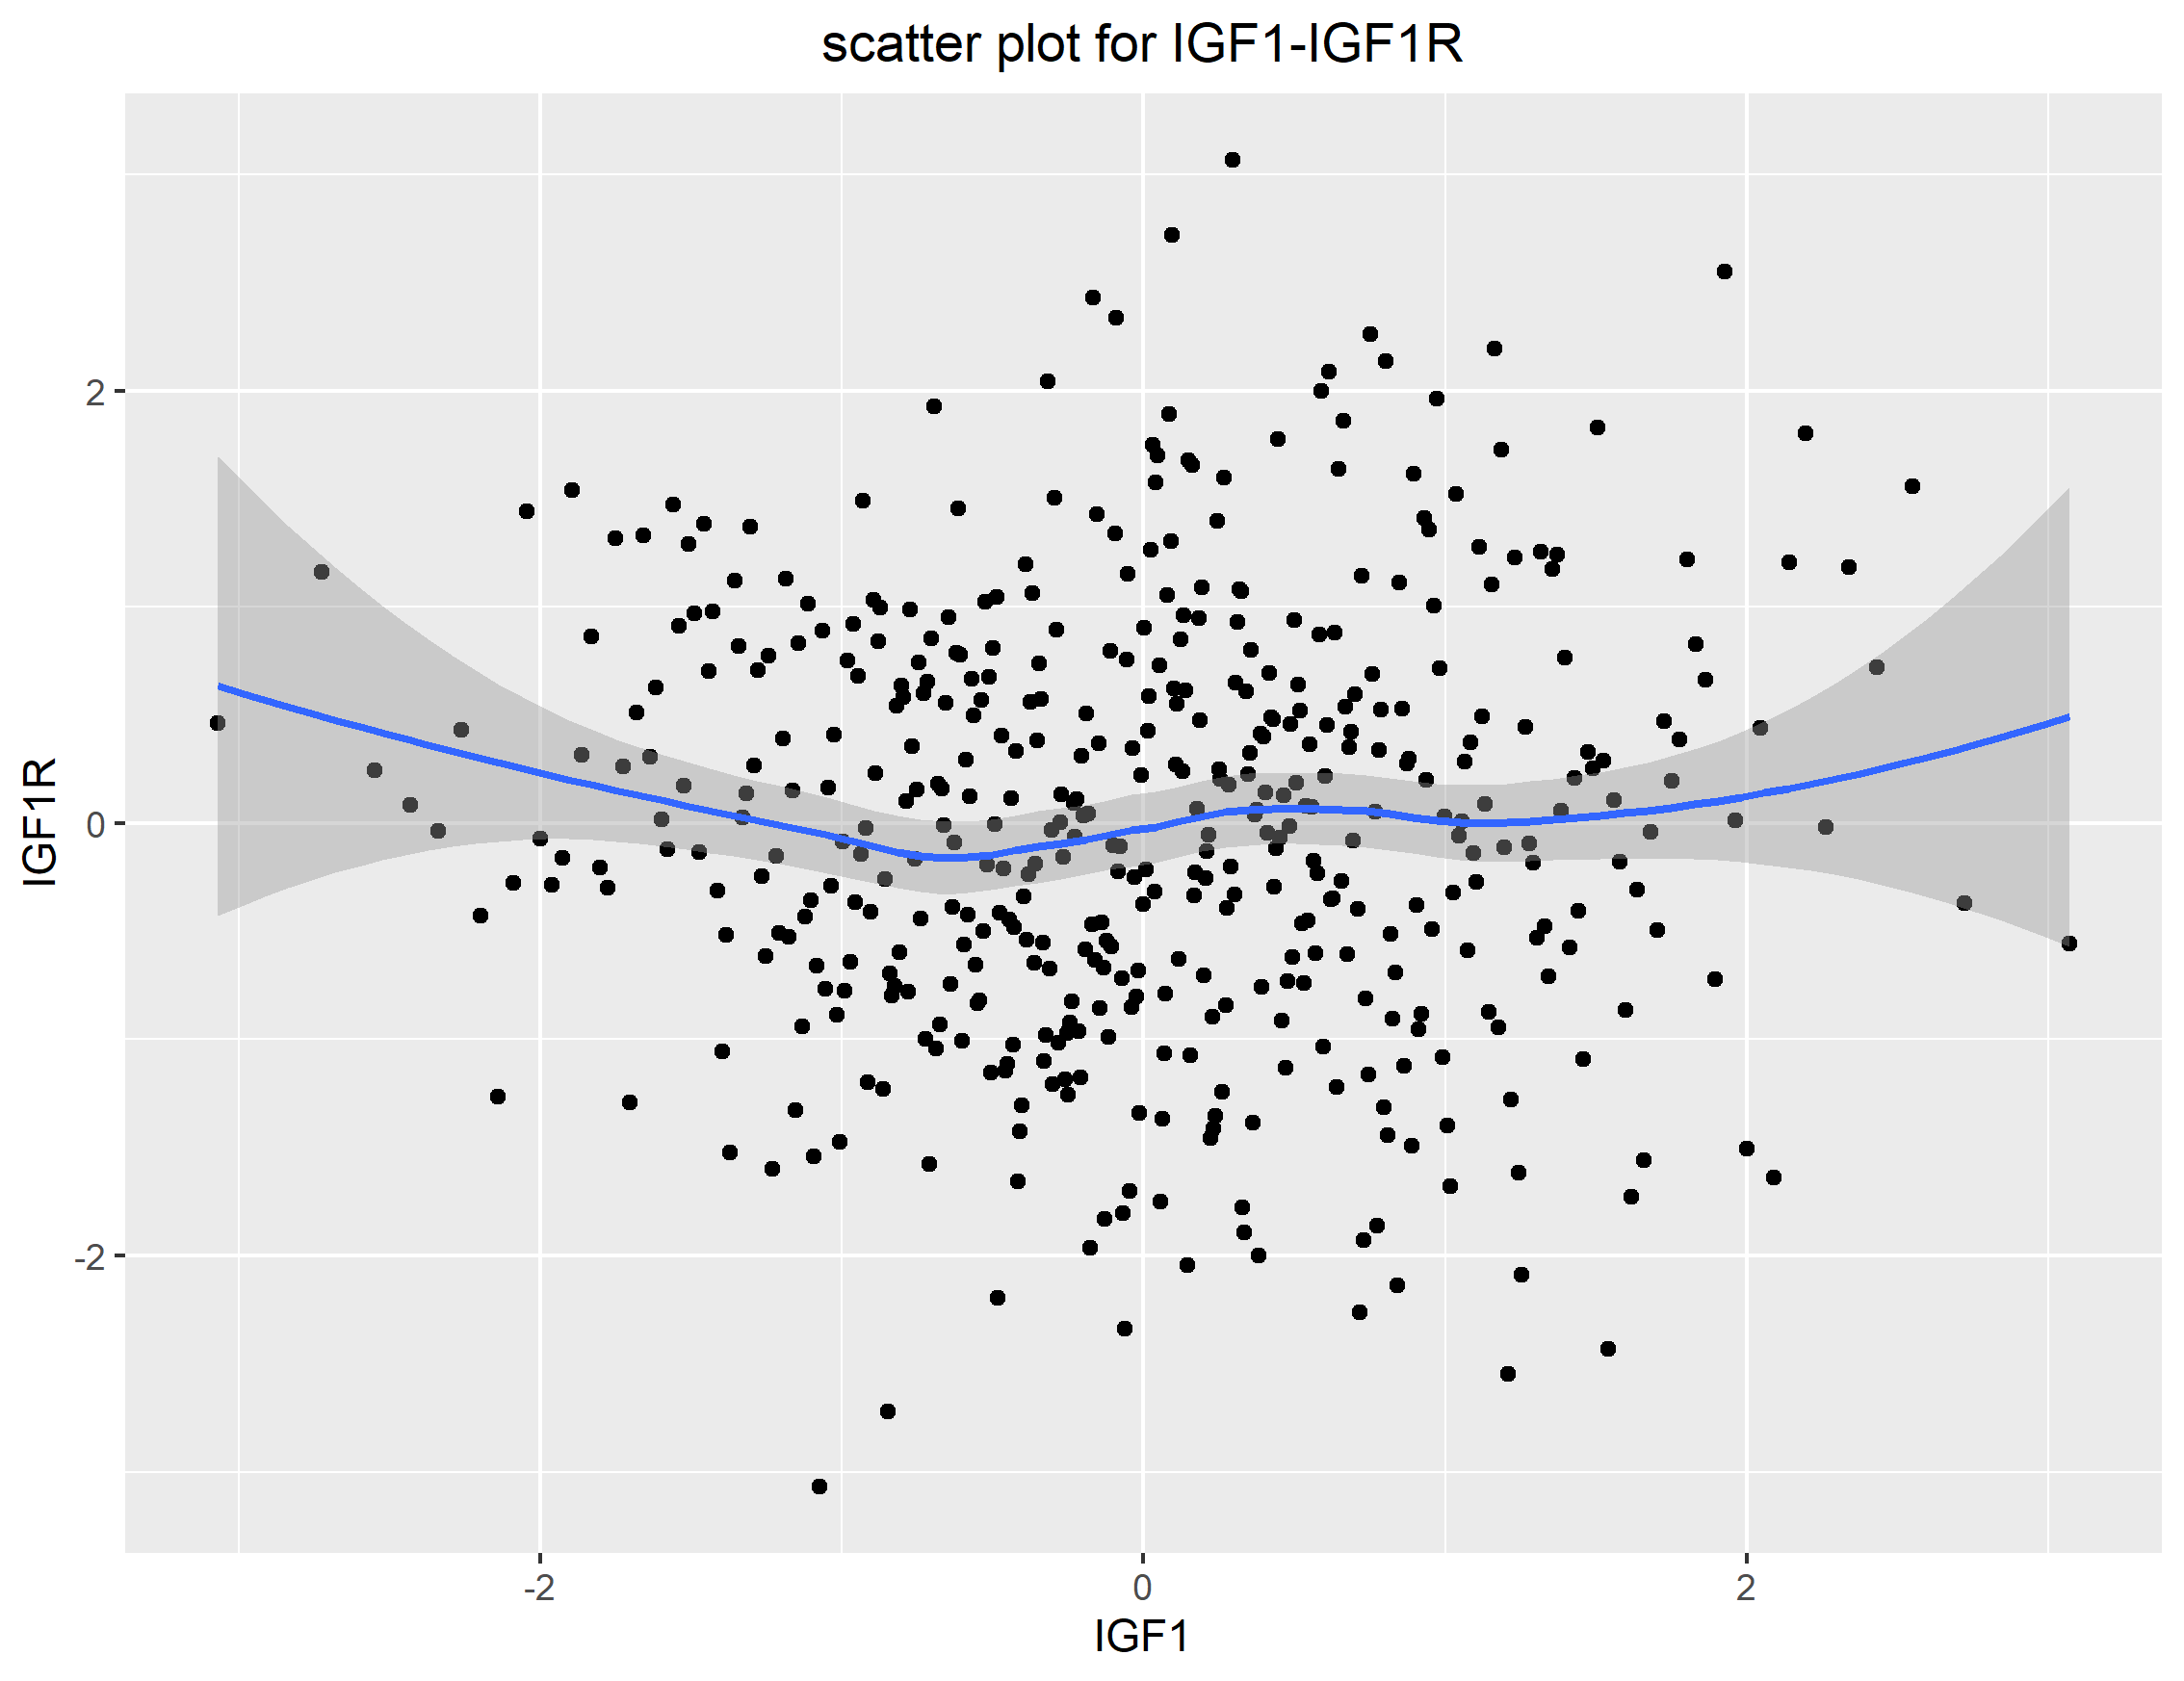 scatter plot for IGF1-IGF1R
IGF1R
2
0
-2
-2 0 2
IGF1